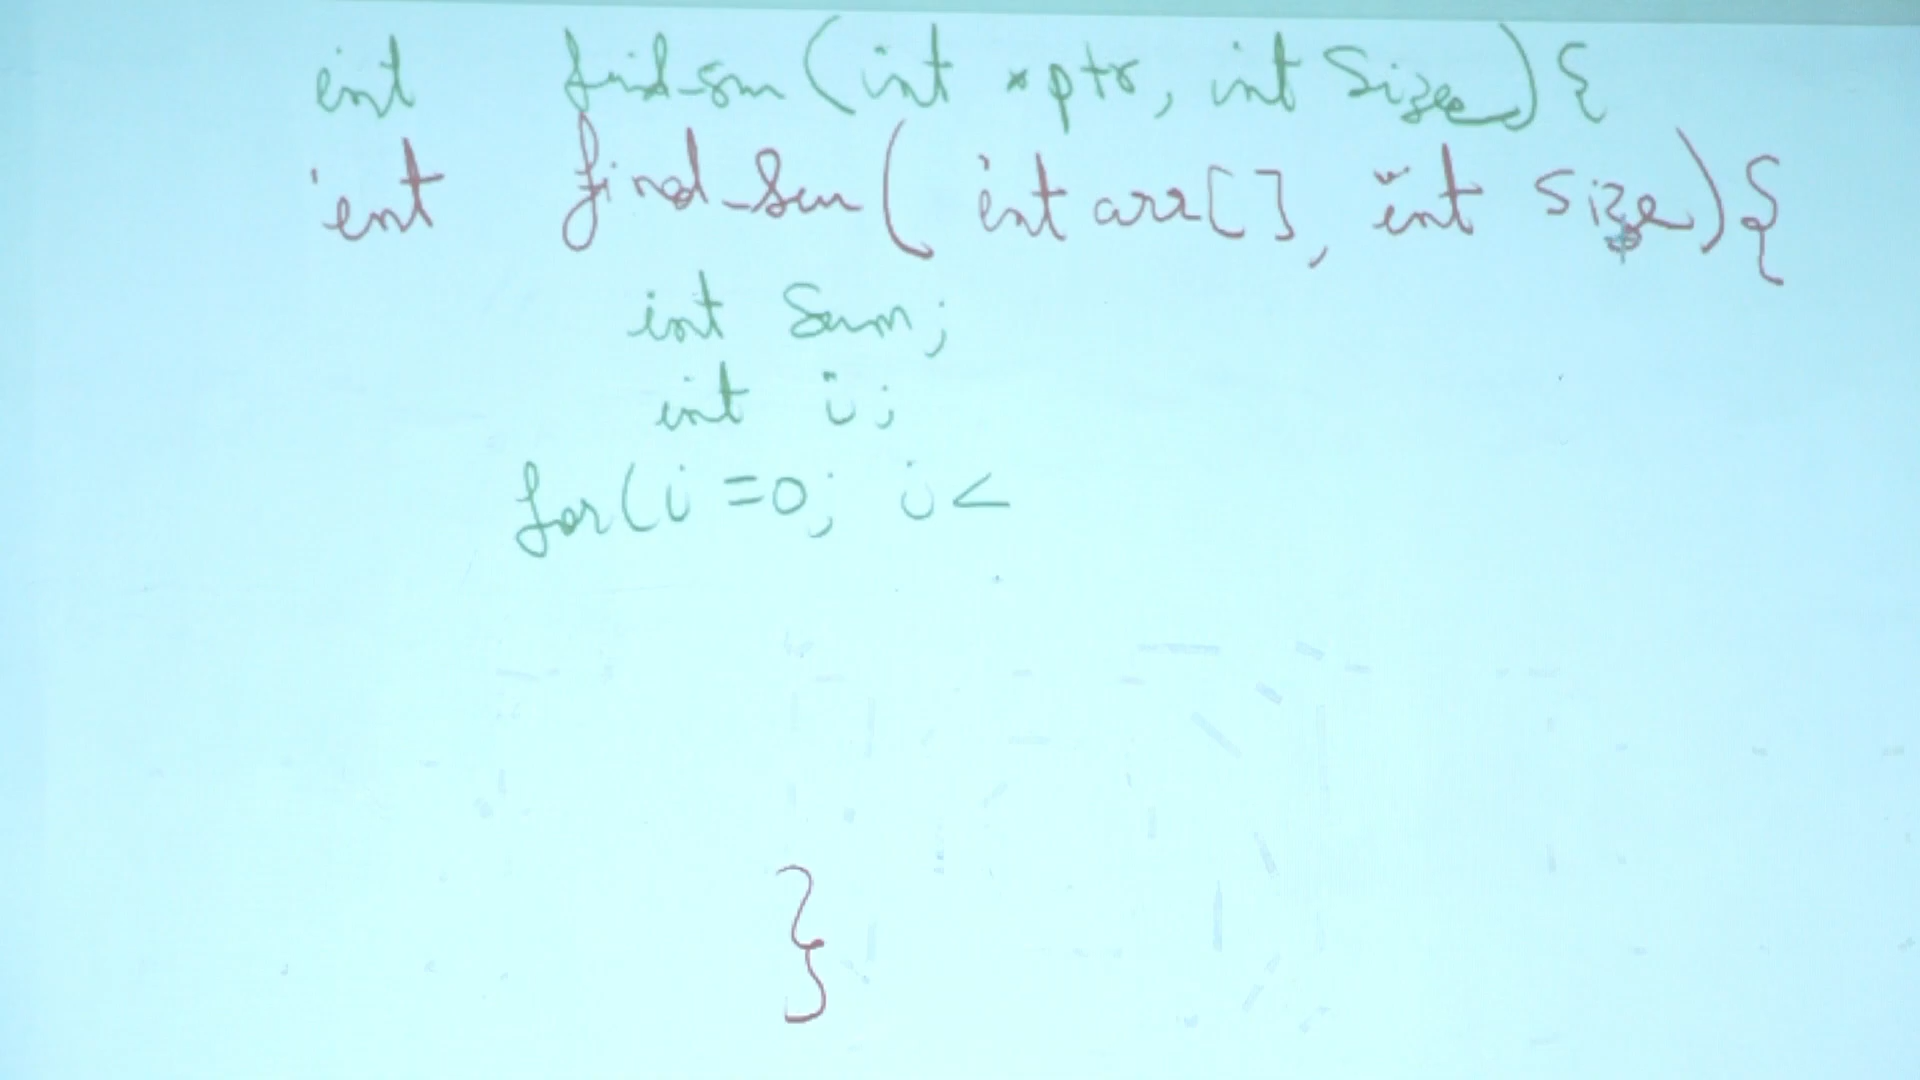 int find_sum (int *ptr, int size) {
int find_sum ( int arr[], int size) {
int sum;
int i;
for(i=0; i<
}